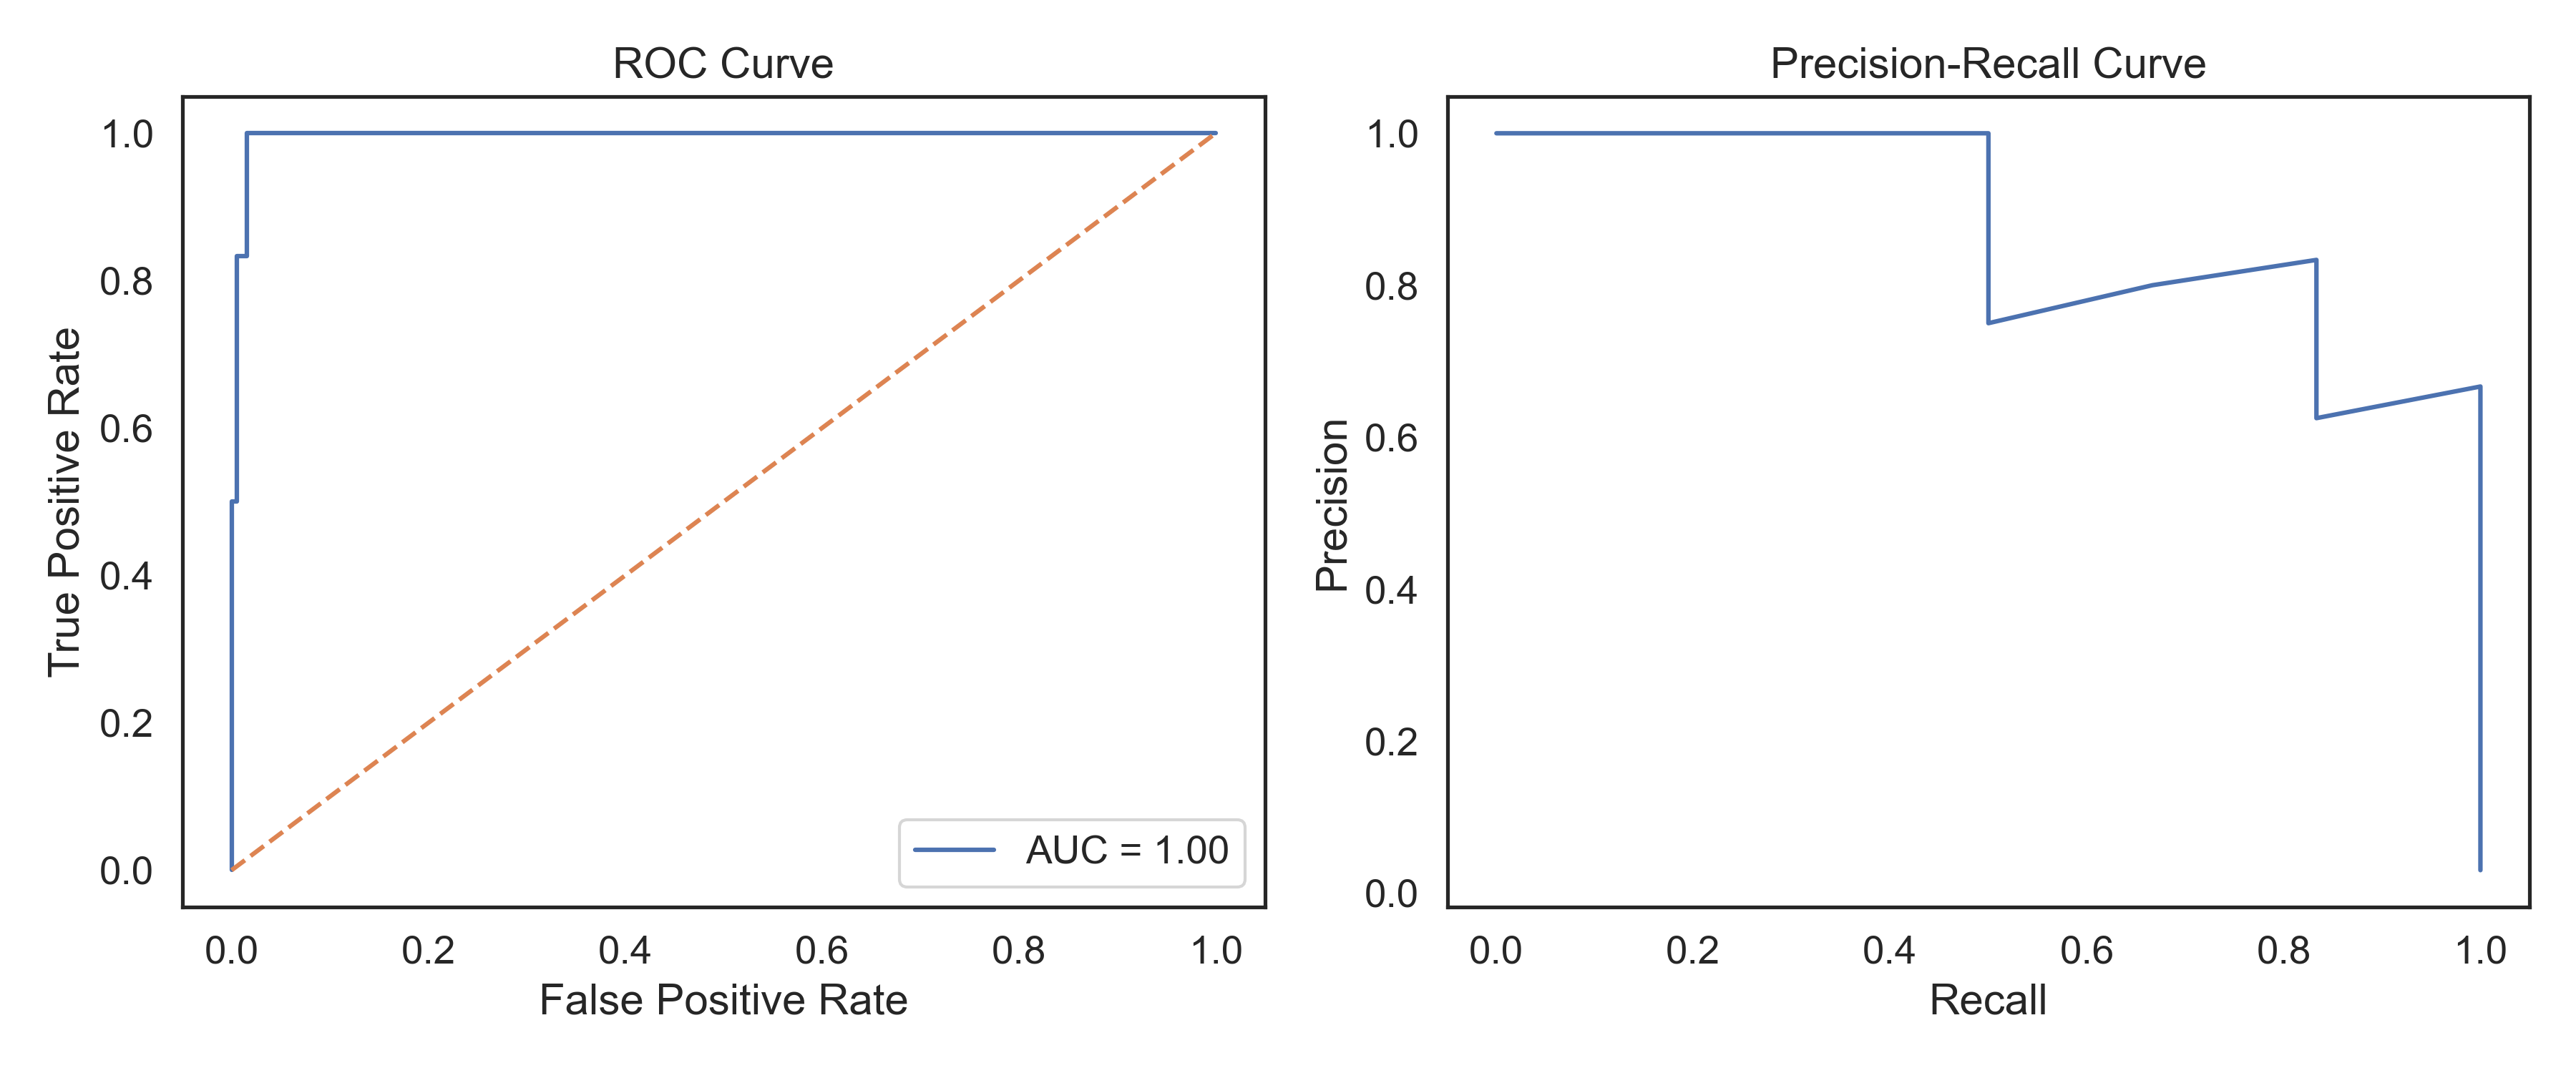 ROC Curve
True Positive Rate
1.0
0.8
0.6
0.4
0.2
0.0
AUC = 1.00
0.0 0.2 0.4 0.6 0.8 1.0
False Positive Rate
Precision-Recall Curve
Precision
1.0
0.8
0.6
0.4
0.2
0.0
0.0 0.2 0.4 0.6 0.8 1.0
Recall